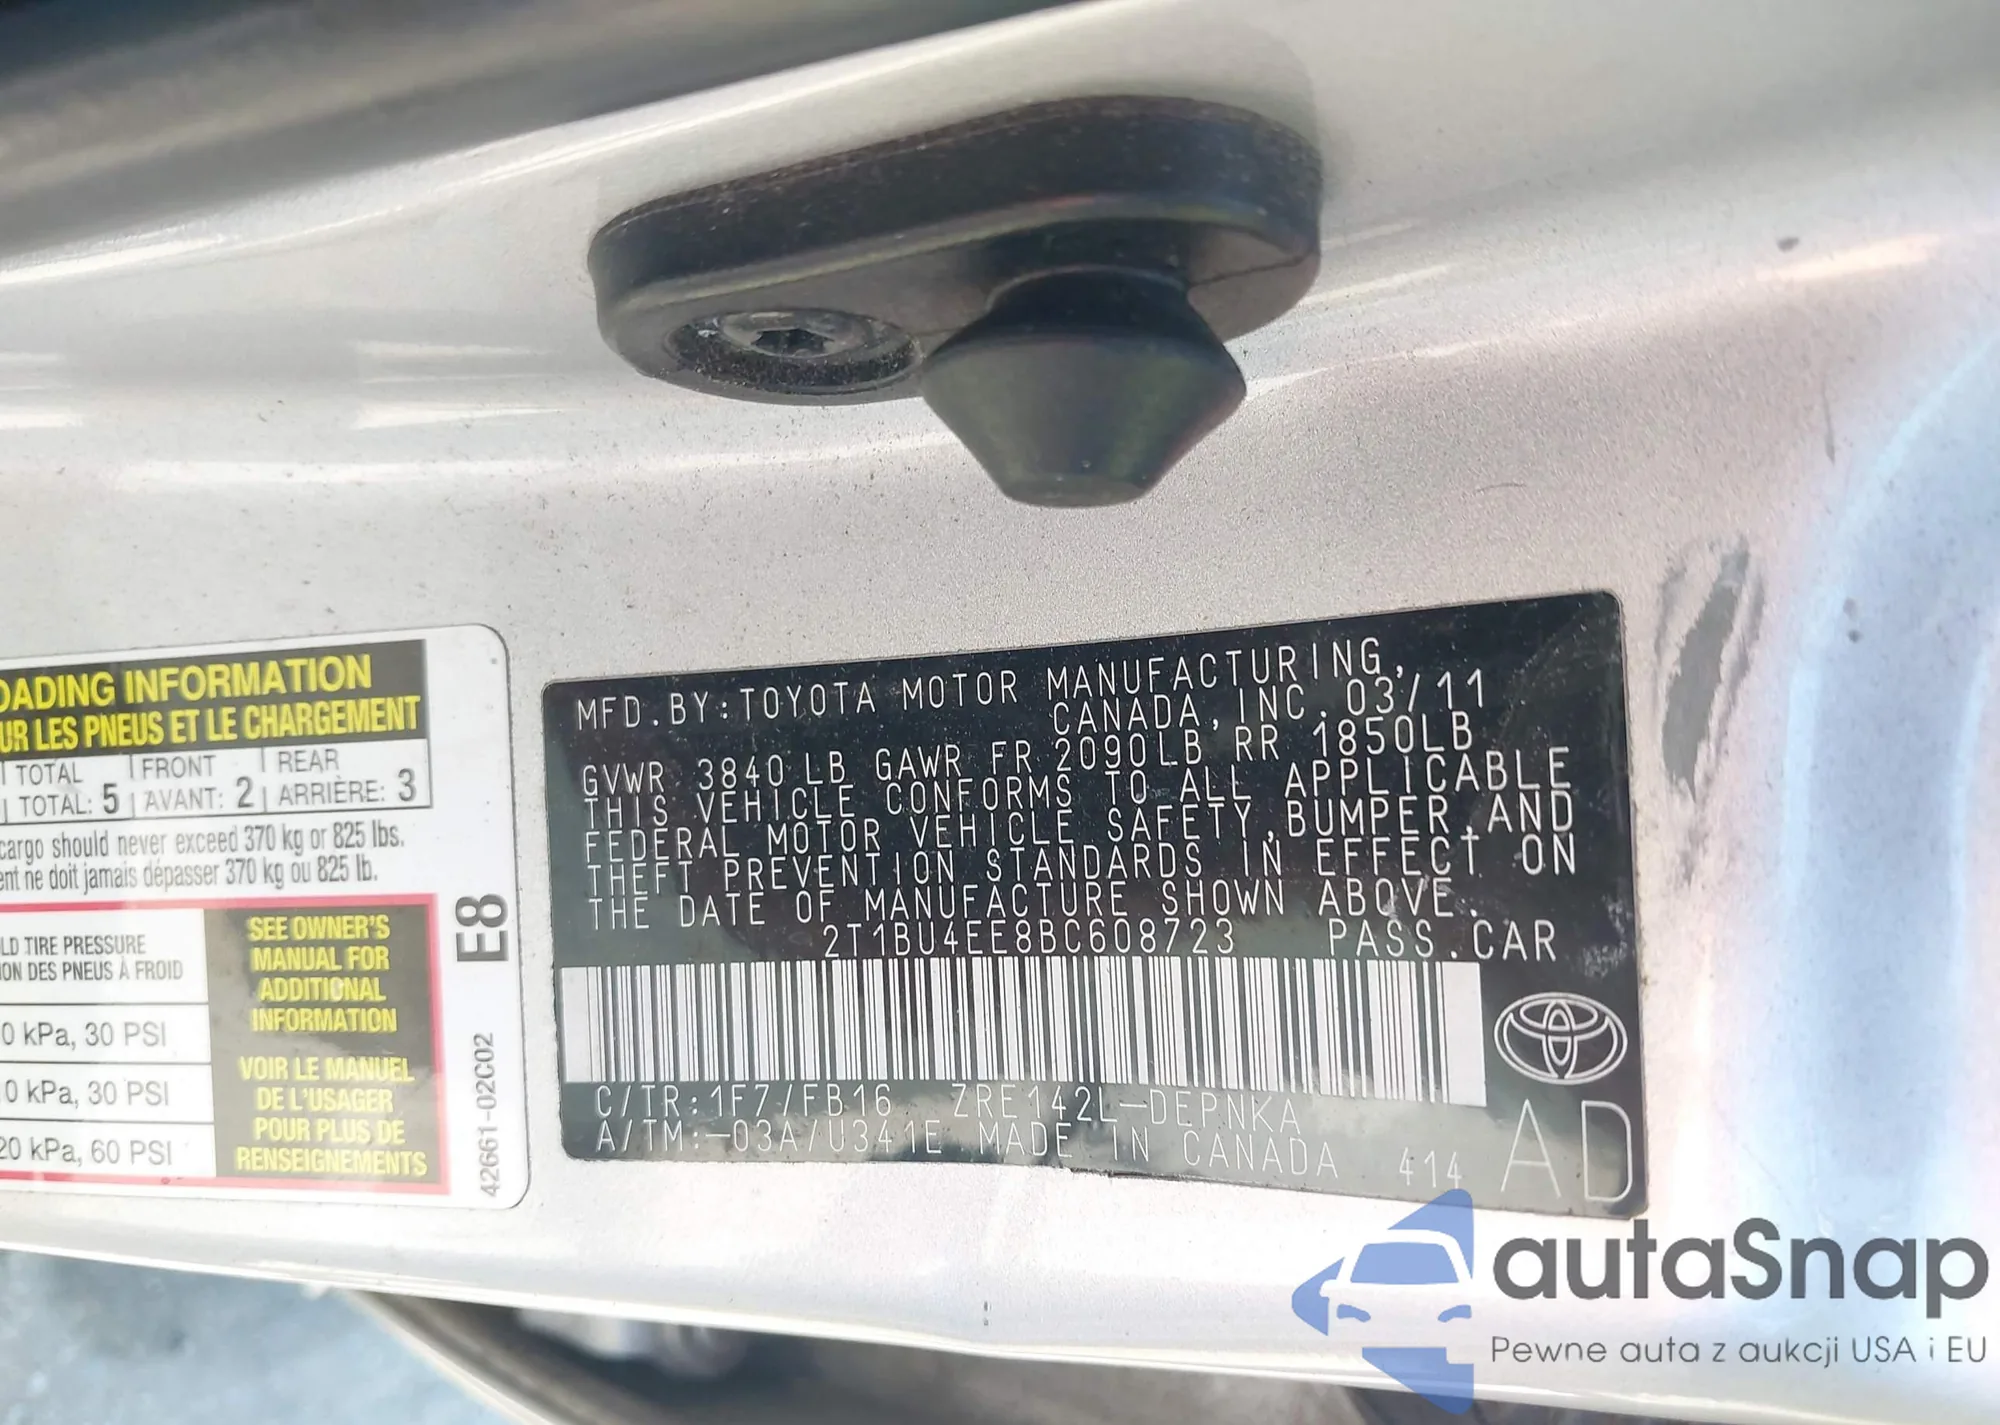 OADING INFORMATION
UR LES PNEUS ET LE CHARGEMENT
TOTAL FRONT REAR
TOTAL: 5 AVANT: 2 ARRIÈRE: 3
cargo should never exceed 370 kg or 825 lbs.
ent ne doit jamais dépasser 370 kg ou 825 lb.
LD TIRE PRESSURE
ION DES PNEUS À FROID
0 kPa, 30 PSI
0 kPa, 30 PSI
20 kPa, 60 PSI
SEE OWNER'S
MANUAL FOR
ADDITIONAL
INFORMATION
VOIR LE MANUEL
DE L'USAGER
POUR PLUS DE
RENSEIGNEMENTS
E8
42661-02C02
MFD.BY:TOYOTA MOTOR MANUFACTURING,
CANADA, INC. 03/11
GVWR 3840 LB GAWR FR 2090LB RR 1850LB
THIS VEHICLE CONFORMS TO ALL APPLICABLE
FEDERAL MOTOR VEHICLE SAFETY, BUMPER, AND
THEFT PREVENTION STANDARDS IN EFFECT ON
THE DATE OF MANUFACTURE SHOWN ABOVE.
2T1BU4EE8BC608723 PASS.CAR
C/TR:1F7/FB16 ZRE142L-DEPNKA
A/TM:-03A/U341E MADE IN CANADA 414
AD
autaSnap
Pewne auta z aukcji USA i EU